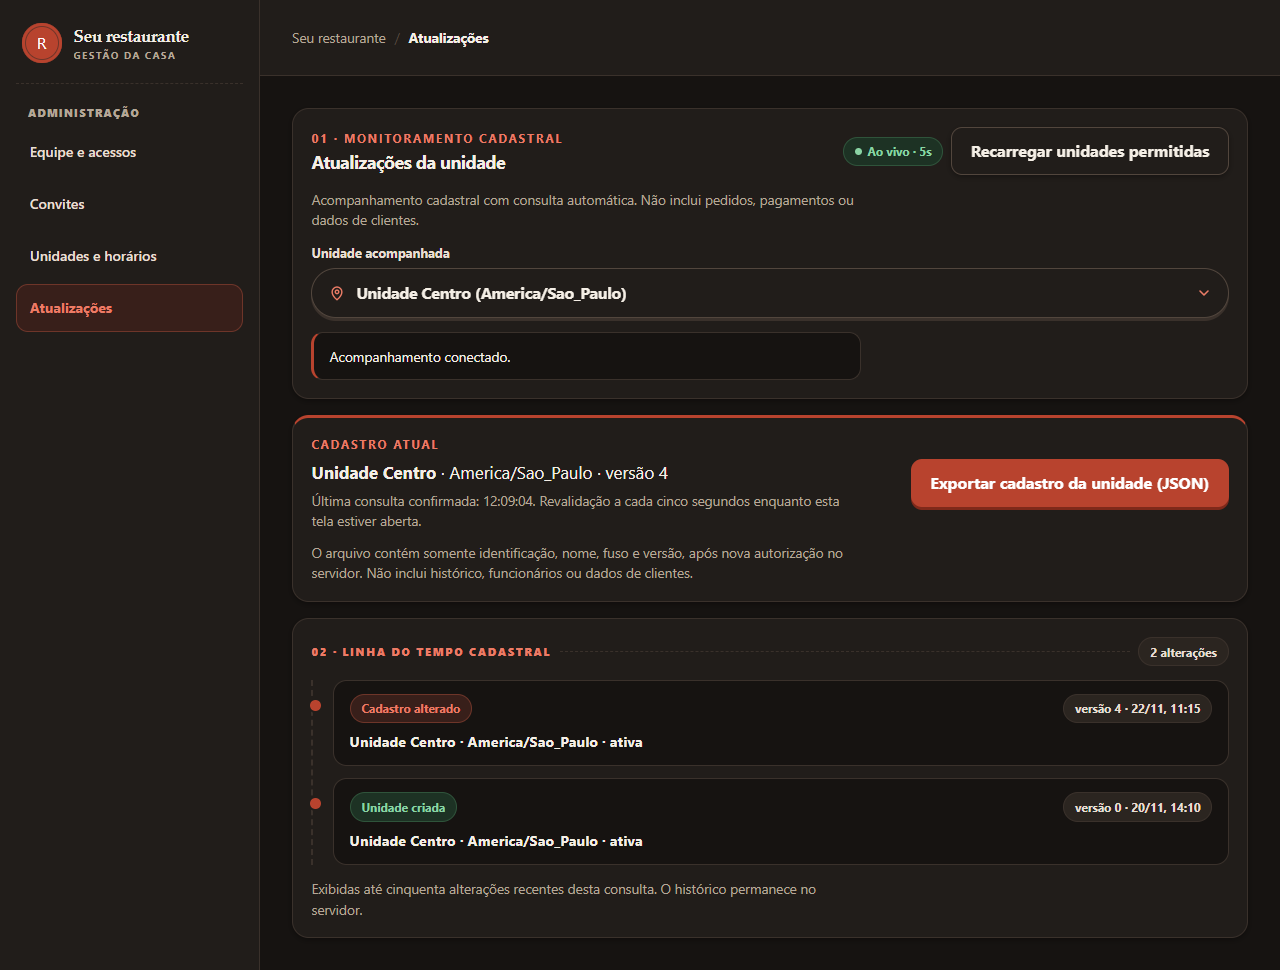 R
Seu restaurante
GESTÃO DA CASA
ADMINISTRAÇÃO
Equipe e acessos
Convites
Unidades e horários
Atualizações
Seu restaurante / Atualizações
01 · MONITORAMENTO CADASTRAL
Atualizações da unidade
Ao vivo · 5s
Recarregar unidades permitidas
Acompanhamento cadastral com consulta automática. Não inclui pedidos, pagamentos ou
dados de clientes.
Unidade acompanhada
Unidade Centro (America/Sao_Paulo)
Acompanhamento conectado.
CADASTRO ATUAL
Unidade Centro · America/Sao_Paulo · versão 4
Última consulta confirmada: 12:09:04. Revalidação a cada cinco segundos enquanto esta
tela estiver aberta.
O arquivo contém somente identificação, nome, fuso e versão, após nova autorização no
servidor. Não inclui histórico, funcionários ou dados de clientes.
Exportar cadastro da unidade (JSON)
02 · LINHA DO TEMPO CADASTRAL
2 alterações
Cadastro alterado
versão 4 · 22/11, 11:15
Unidade Centro · America/Sao_Paulo · ativa
Unidade criada
versão 0 · 20/11, 14:10
Unidade Centro · America/Sao_Paulo · ativa
Exibidas até cinquenta alterações recentes desta consulta. O histórico permanece no
servidor.